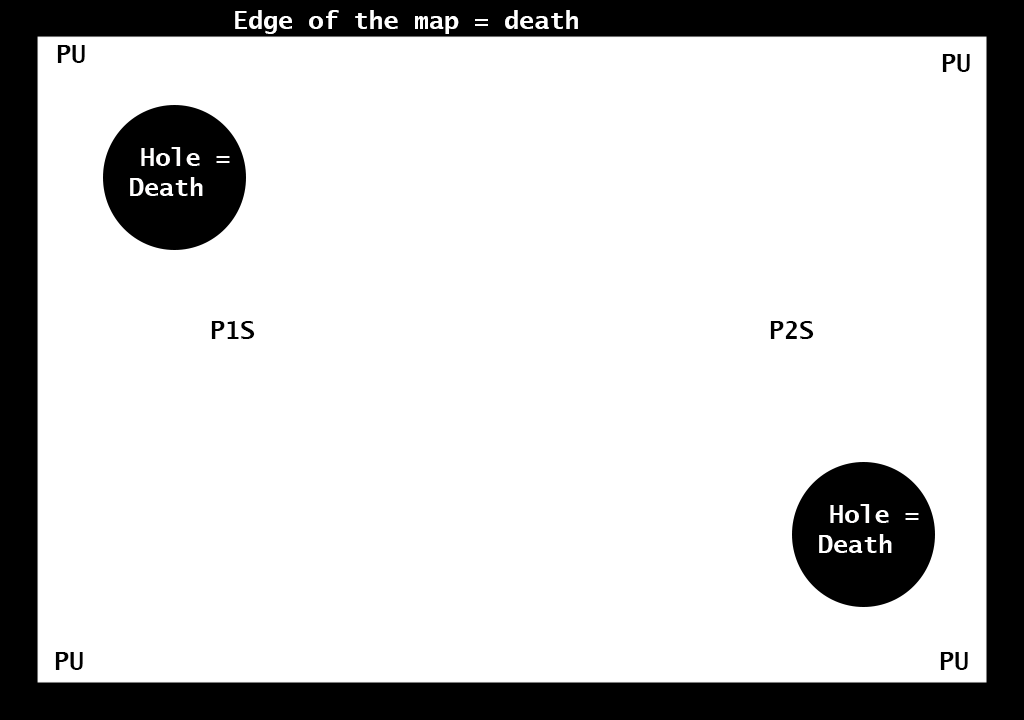 Edge of the map = death
PU
PU
Hole =
Death
P1S
P2S
Hole =
Death
PU
PU